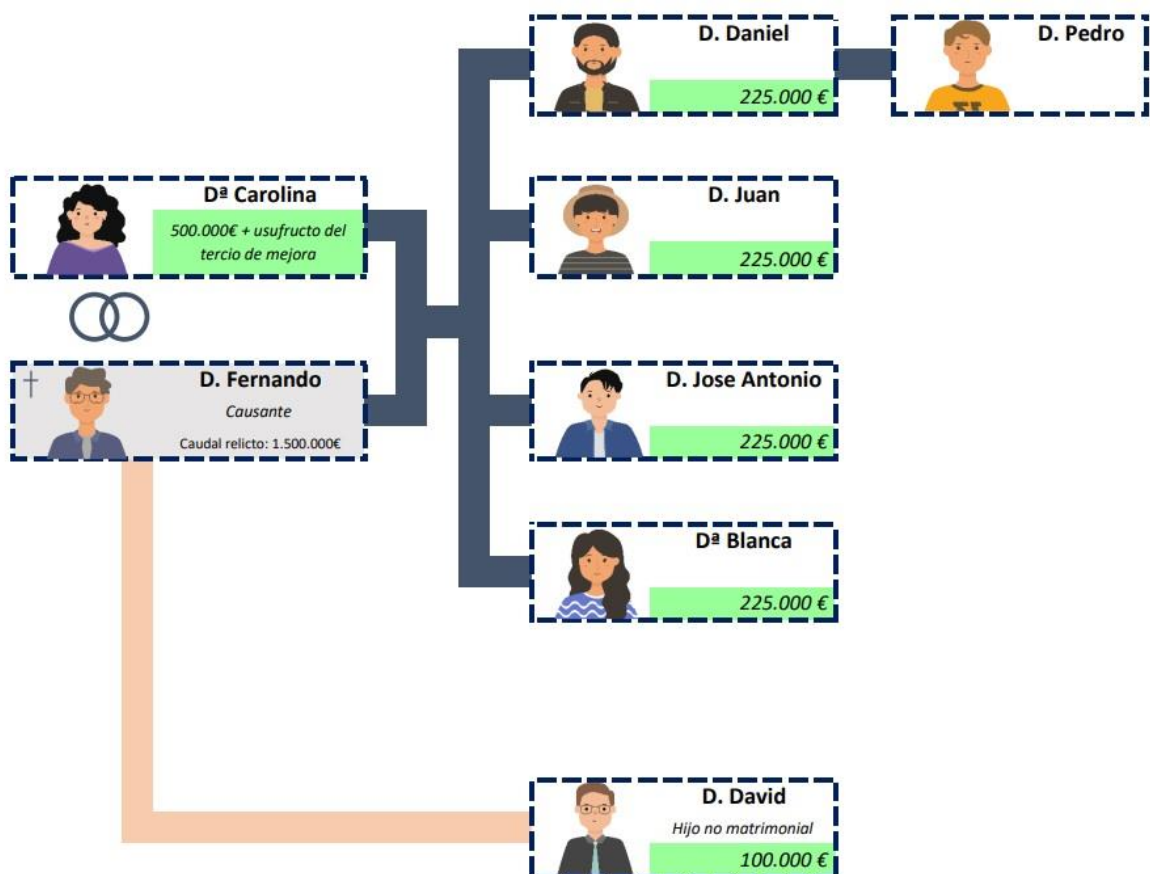 D. Daniel
225.000 €
D. Pedro
Dª Carolina
500.000€ + usufructo del
tercio de mejora
D. Juan
225.000 €
D. Fernando
Causante
Caudal relicto: 1.500.000€
D. Jose Antonio
225.000 €
Dª Blanca
225.000 €
D. David
Hijo no matrimonial
100.000 €